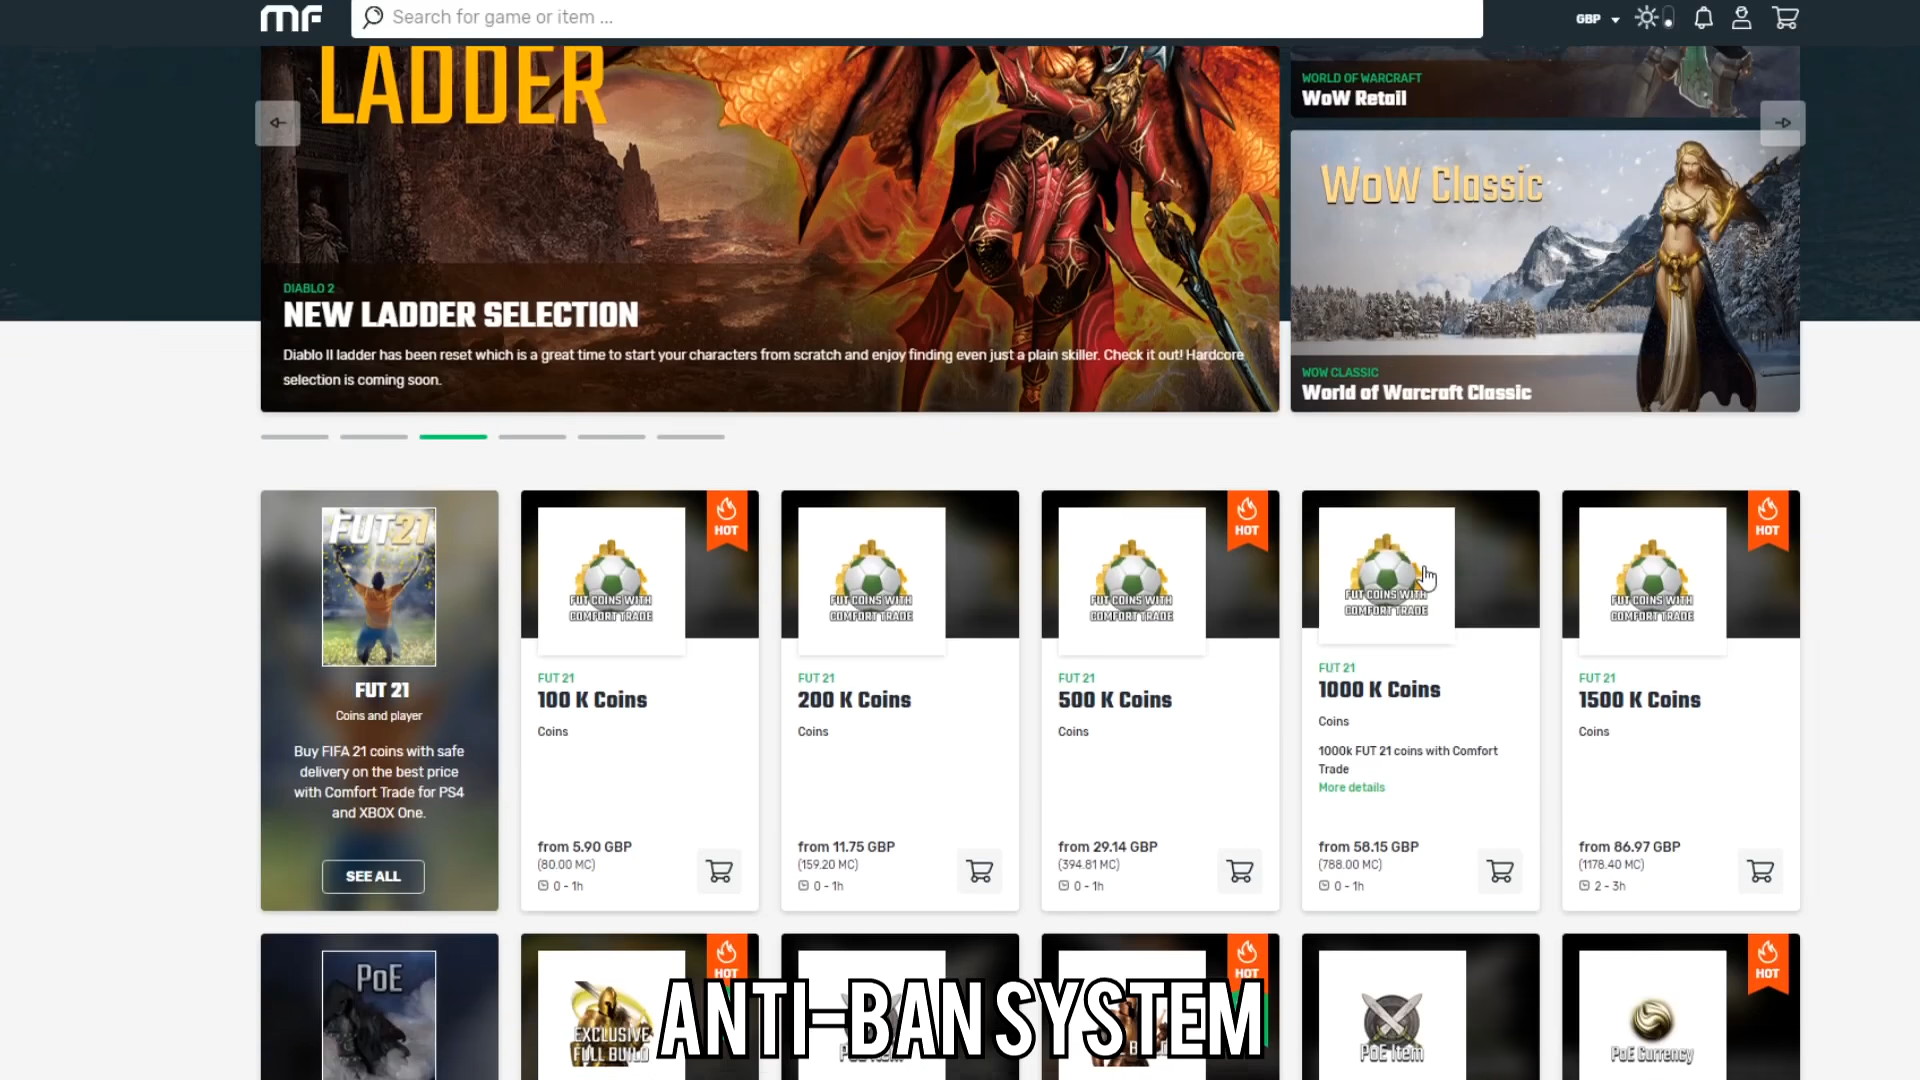 MF
Search for game or item ...
GBP
LADDER
DIABLO 2
NEW LADDER SELECTION
Diablo II ladder has been reset which is a great time to start your characters from scratch and enjoy finding even just a plain skiller. Check it out! Hardcore
selection is coming soon.
WORLD OF WARCRAFT
WoW Retail
WoW Classic
WOW CLASSIC
World of Warcraft Classic
FUT 21
FUT 21
Coins and player
Buy FIFA 21 coins with safe
delivery on the best price
with Comfort Trade for PS4
and XBOX One.
SEE ALL
HOT
FUT COINS WITH
COMFORT TRADE
FUT 21
100 K Coins
Coins
from 5.90 GBP
(80.00 MC)
0 - 1h
FUT COINS WITH
COMFORT TRADE
FUT 21
200 K Coins
Coins
from 11.75 GBP
(159.20 MC)
0 - 1h
HOT
FUT COINS WITH
COMFORT TRADE
FUT 21
500 K Coins
Coins
from 29.14 GBP
(394.81 MC)
0 - 1h
FUT COINS WITH
COMFORT TRADE
FUT 21
1000 K Coins
Coins
1000k FUT 21 coins with Comfort
Trade
More details
from 58.15 GBP
(788.00 MC)
0 - 1h
HOT
FUT COINS WITH
COMFORT TRADE
FUT 21
1500 K Coins
Coins
from 86.97 GBP
(1178.40 MC)
2 - 3h
PoE
HOT
EXCLUSIVE
FULL BUILD
HOT
PoE Item
HOT
PoE Currency
ANTI-BAN SYSTEM